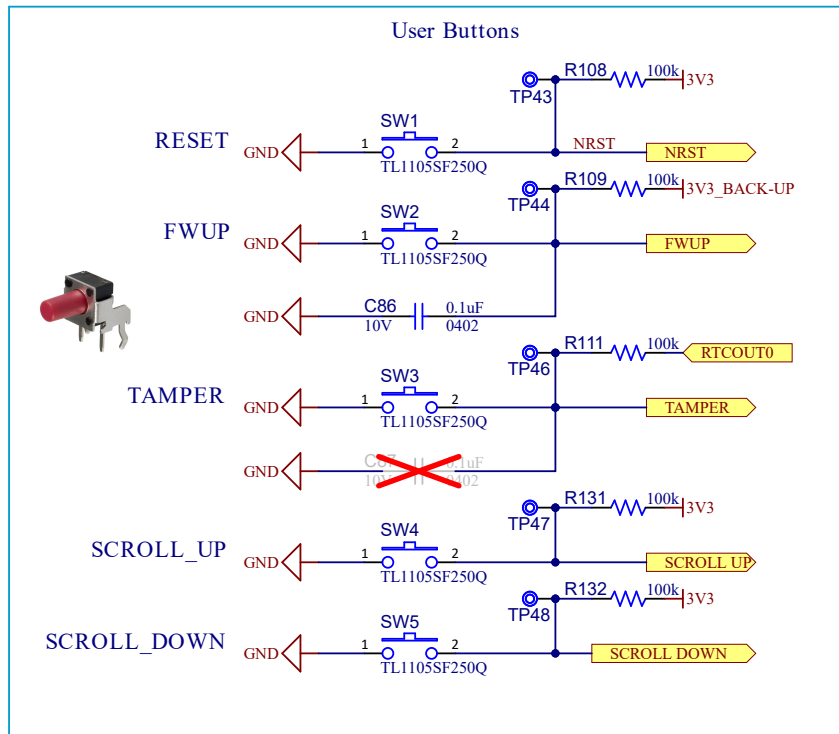 User Buttons
R108 100k 3V3
TP43
SW1
RESET GND 1 2 NRST NRST
TL1105SF250Q
R109 100k 3V3_BACK-UP
TP44
SW2
FWUP GND 1 2 FWUP
TL1105SF250Q
C86 0.1uF
GND
10V 0402
R111 100k RTCOUT0
TP46
SW3
TAMPER GND 1 2 TAMPER
TL1105SF250Q
C87 0.1uF
GND
10V 0402
R131 100k 3V3
TP47
SW4
SCROLL_UP GND 1 2 SCROLL UP
TL1105SF250Q
R132 100k 3V3
TP48
SW5
SCROLL_DOWN GND 1 2 SCROLL DOWN
TL1105SF250Q